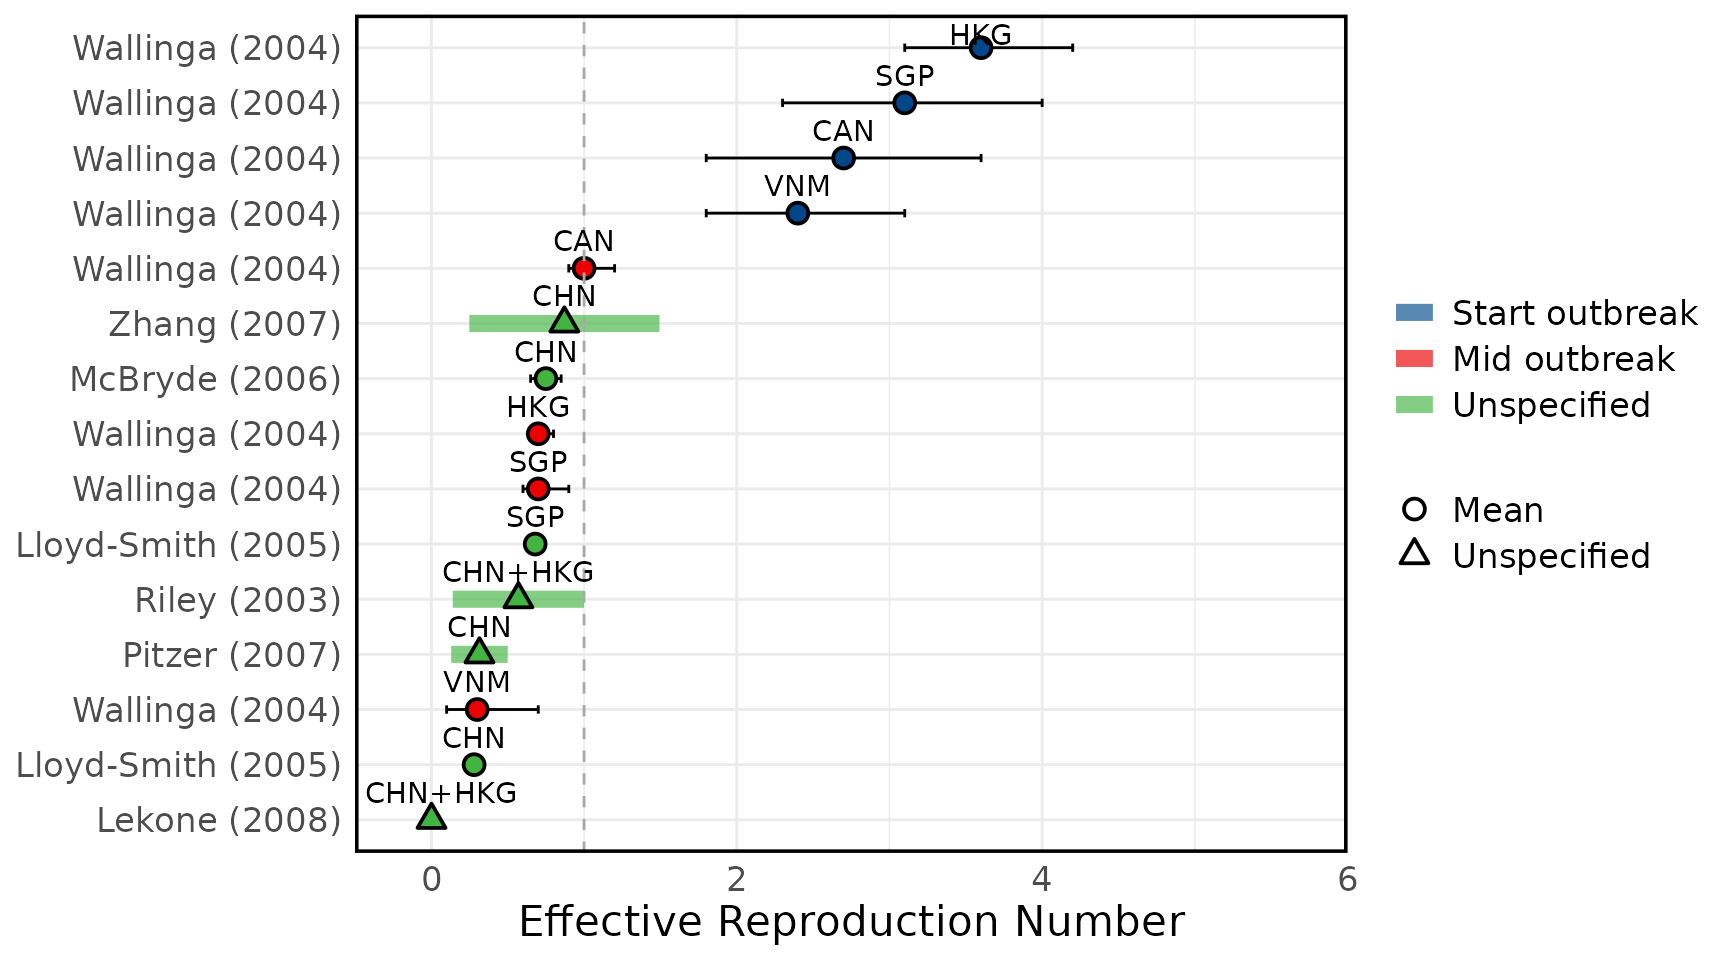 Wallinga (2004) HKG
Wallinga (2004) SGP
Wallinga (2004) CAN
Wallinga (2004) VNM
Wallinga (2004) CAN
Zhang (2007) CHN
McBryde (2006) CHN
Wallinga (2004) HKG
Wallinga (2004) SGP
Lloyd-Smith (2005) SGP
Riley (2003) CHN+HKG
Pitzer (2007) CHN
Wallinga (2004) VNM
Lloyd-Smith (2005) CHN
Lekone (2008) CHN+HKG
0 2 4 6
Effective Reproduction Number
Start outbreak
Mid outbreak
Unspecified
Mean
Unspecified